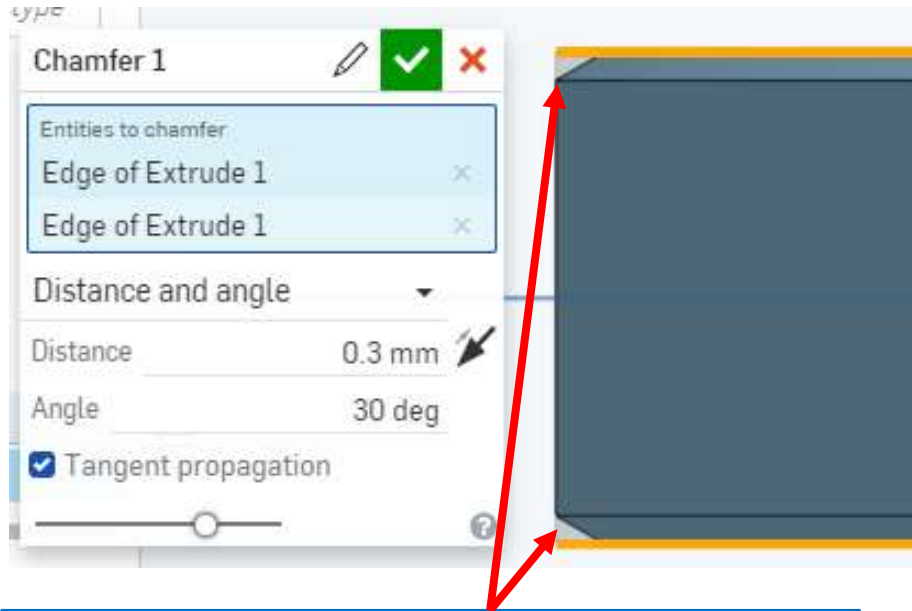 type
Chamfer 1
Entities to chamfer
Edge of Extrude 1
Edge of Extrude 1
Distance and angle
Distance 0.3 mm
Angle 30 deg
Tangent propagation
?